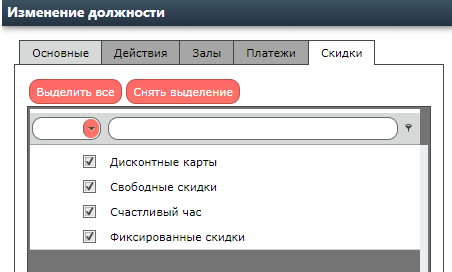 Изменение должности
Основные Действия Залы Платежи Скидки
Выделить все Снять выделение
Дисконтные карты
Свободные скидки
Счастливый час
Фиксированные скидки